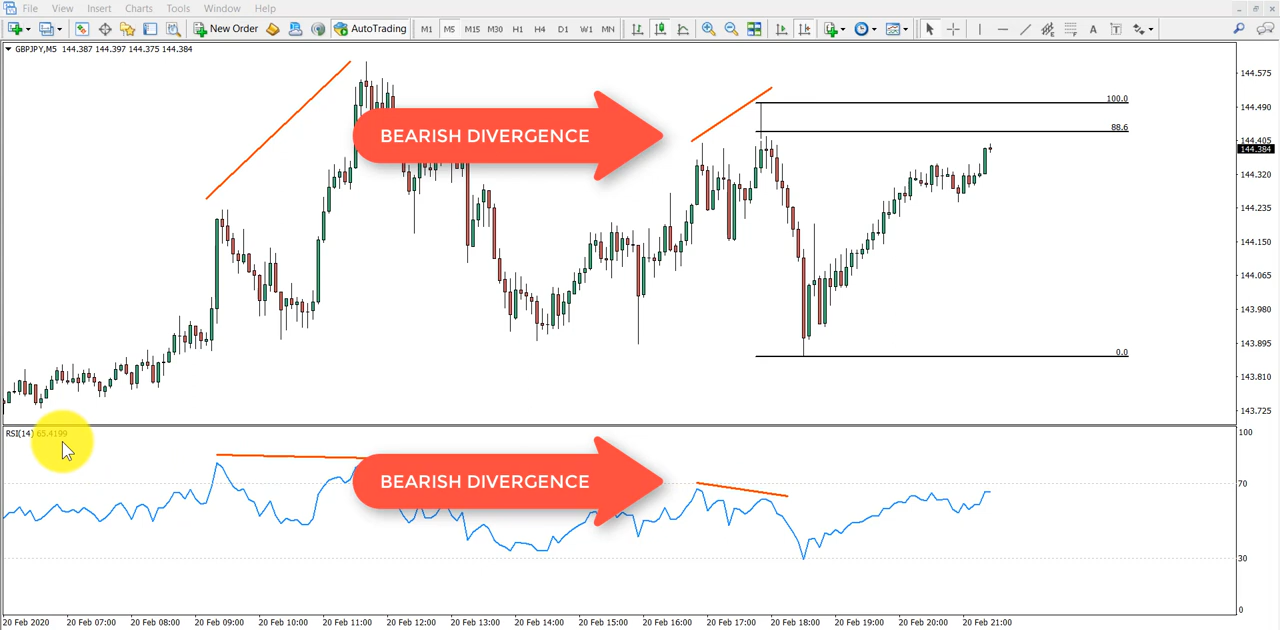 File View Insert Charts Tools Window Help
New Order AutoTrading M1 M5 M15 M30 H1 H4 D1 W1 MN A T
GBPJPY,M5 144.387 144.397 144.375 144.384
144.575
100.0
144.490
88.6
BEARISH DIVERGENCE
144.405
144.384
144.320
144.235
144.150
144.065
143.980
143.895
0.0
143.810
143.725
RSI(14) 65.4199
100
BEARISH DIVERGENCE
70
30
0
20 Feb 2020 20 Feb 07:00 20 Feb 08:00 20 Feb 09:00 20 Feb 10:00 20 Feb 11:00 20 Feb 12:00 20 Feb 13:00 20 Feb 14:00 20 Feb 15:00 20 Feb 16:00 20 Feb 17:00 20 Feb 18:00 20 Feb 19:00 20 Feb 20:00 20 Feb 21:00